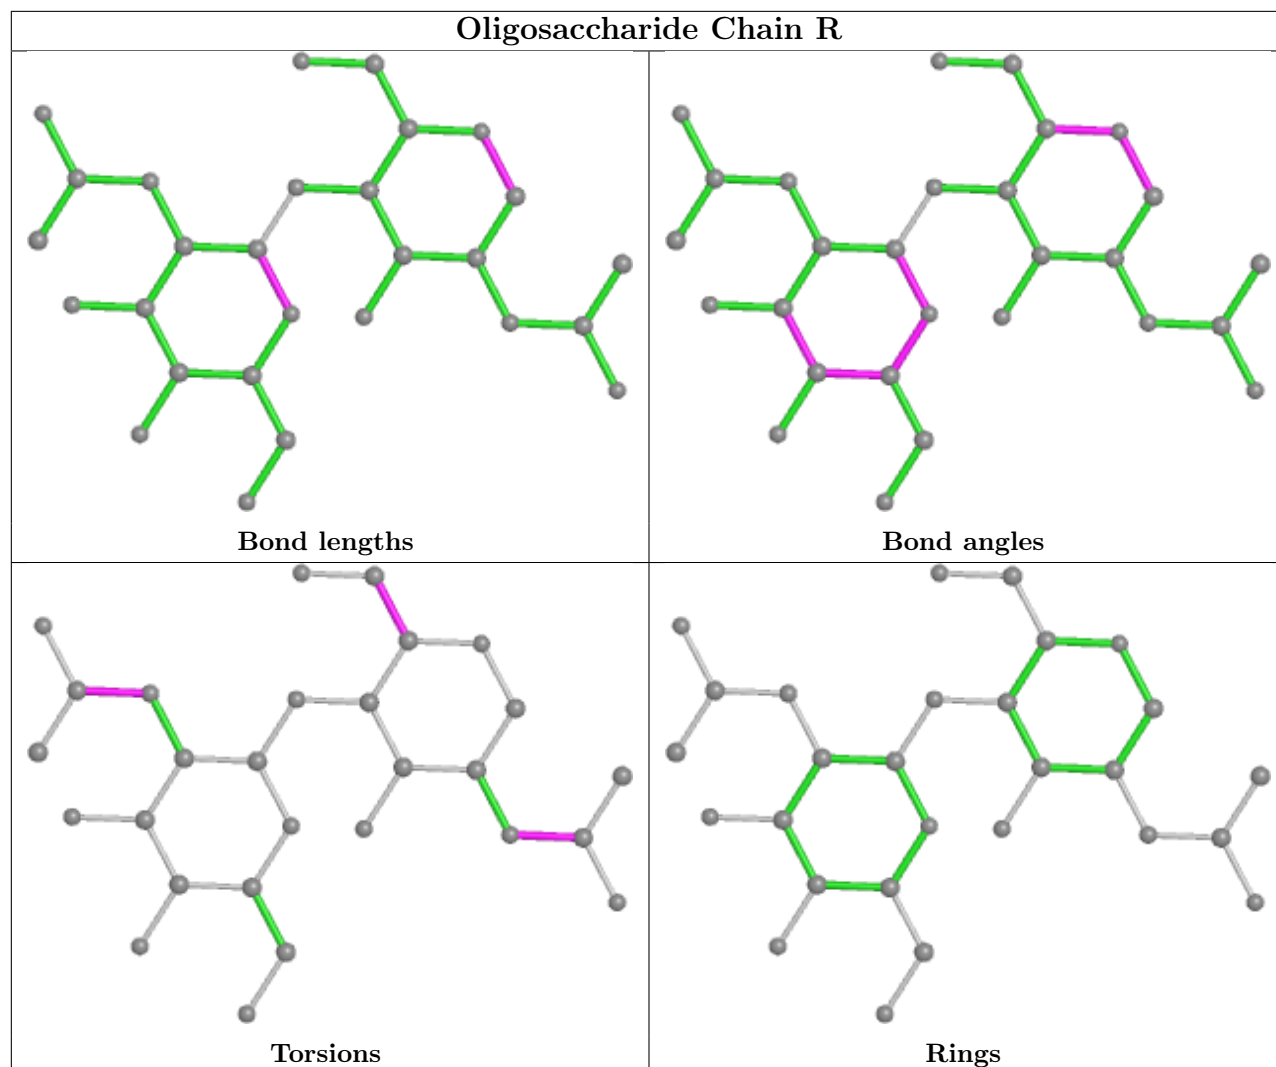 Oligosaccharide Chain R
Bond lengths
Bond angles
Torsions
Rings